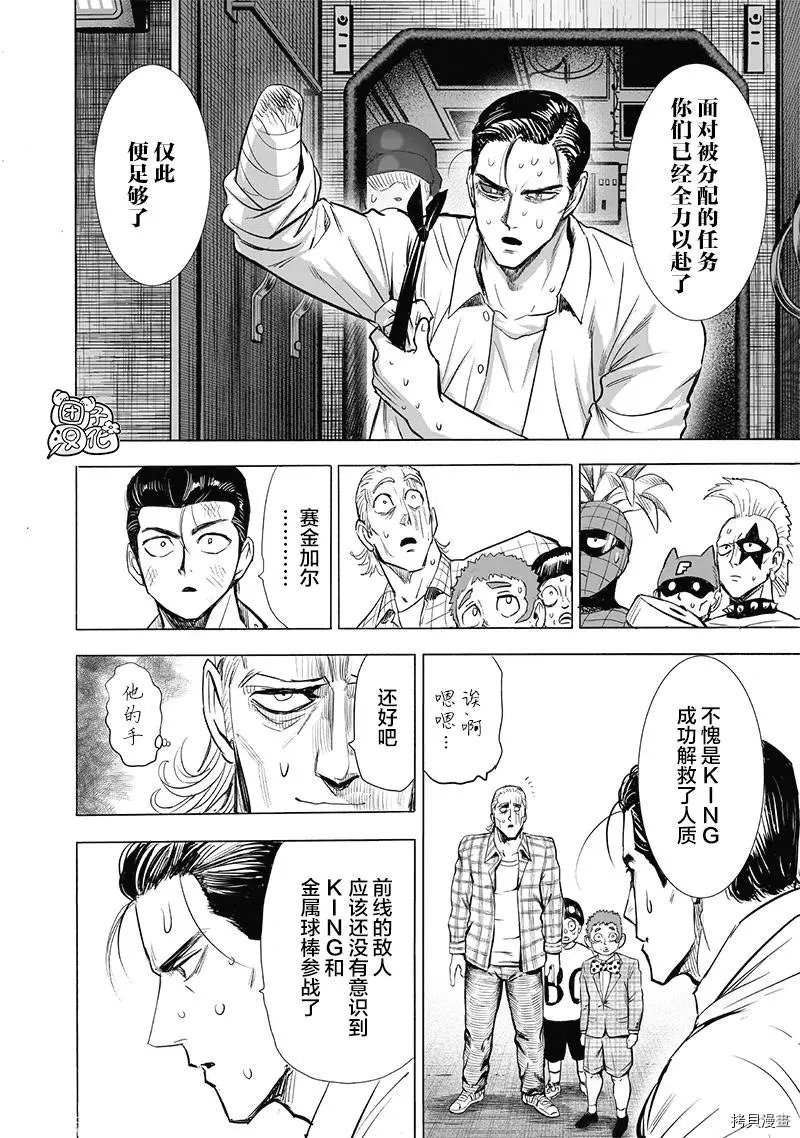 面对被分配的任务
你们已经全力以赴了
仅此
便足够了
团子
汉化
F
赛金加尔
…………
不愧是KING
成功解救了人质
诶啊
嗯嗯…
还好吧
他的手
BO
前线的敌人
应该还没有意识到
KING和
金属球棒参战了
拷贝漫畫